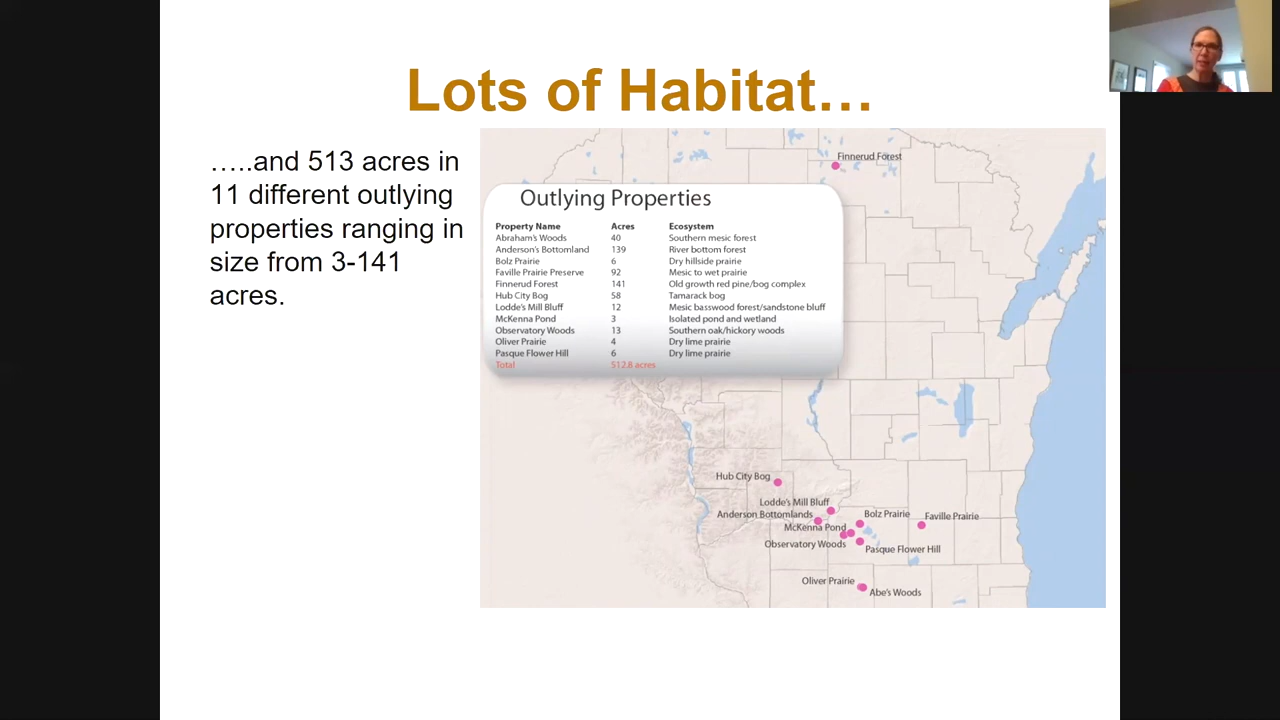 Lots of Habitat…
…..and 513 acres in
11 different outlying
properties ranging in
size from 3-141
acres.
Finnerud Forest
Outlying Properties
Property Name Acres Ecosystem
Abraham's Woods 40 Southern mesic forest
Anderson's Bottomland 139 River bottom forest
Bolz Prairie 6 Dry hillside prairie
Faville Prairie Preserve 92 Mesic to wet prairie
Finnerud Forest 141 Old growth red pine/bog complex
Hub City Bog 58 Tamarack bog
Lodde's Mill Bluff 12 Mesic basswood forest/sandstone bluff
McKenna Pond 3 Isolated pond and wetland
Observatory Woods 13 Southern oak/hickory woods
Oliver Prairie 4 Dry lime prairie
Pasque Flower Hill 6 Dry lime prairie
Total 512.8 acres
Hub City Bog
Lodde's Mill Bluff
Anderson Bottomlands
Bolz Prairie
Faville Prairie
McKenna Pond
Observatory Woods
Pasque Flower Hill
Oliver Prairie
Abe's Woods